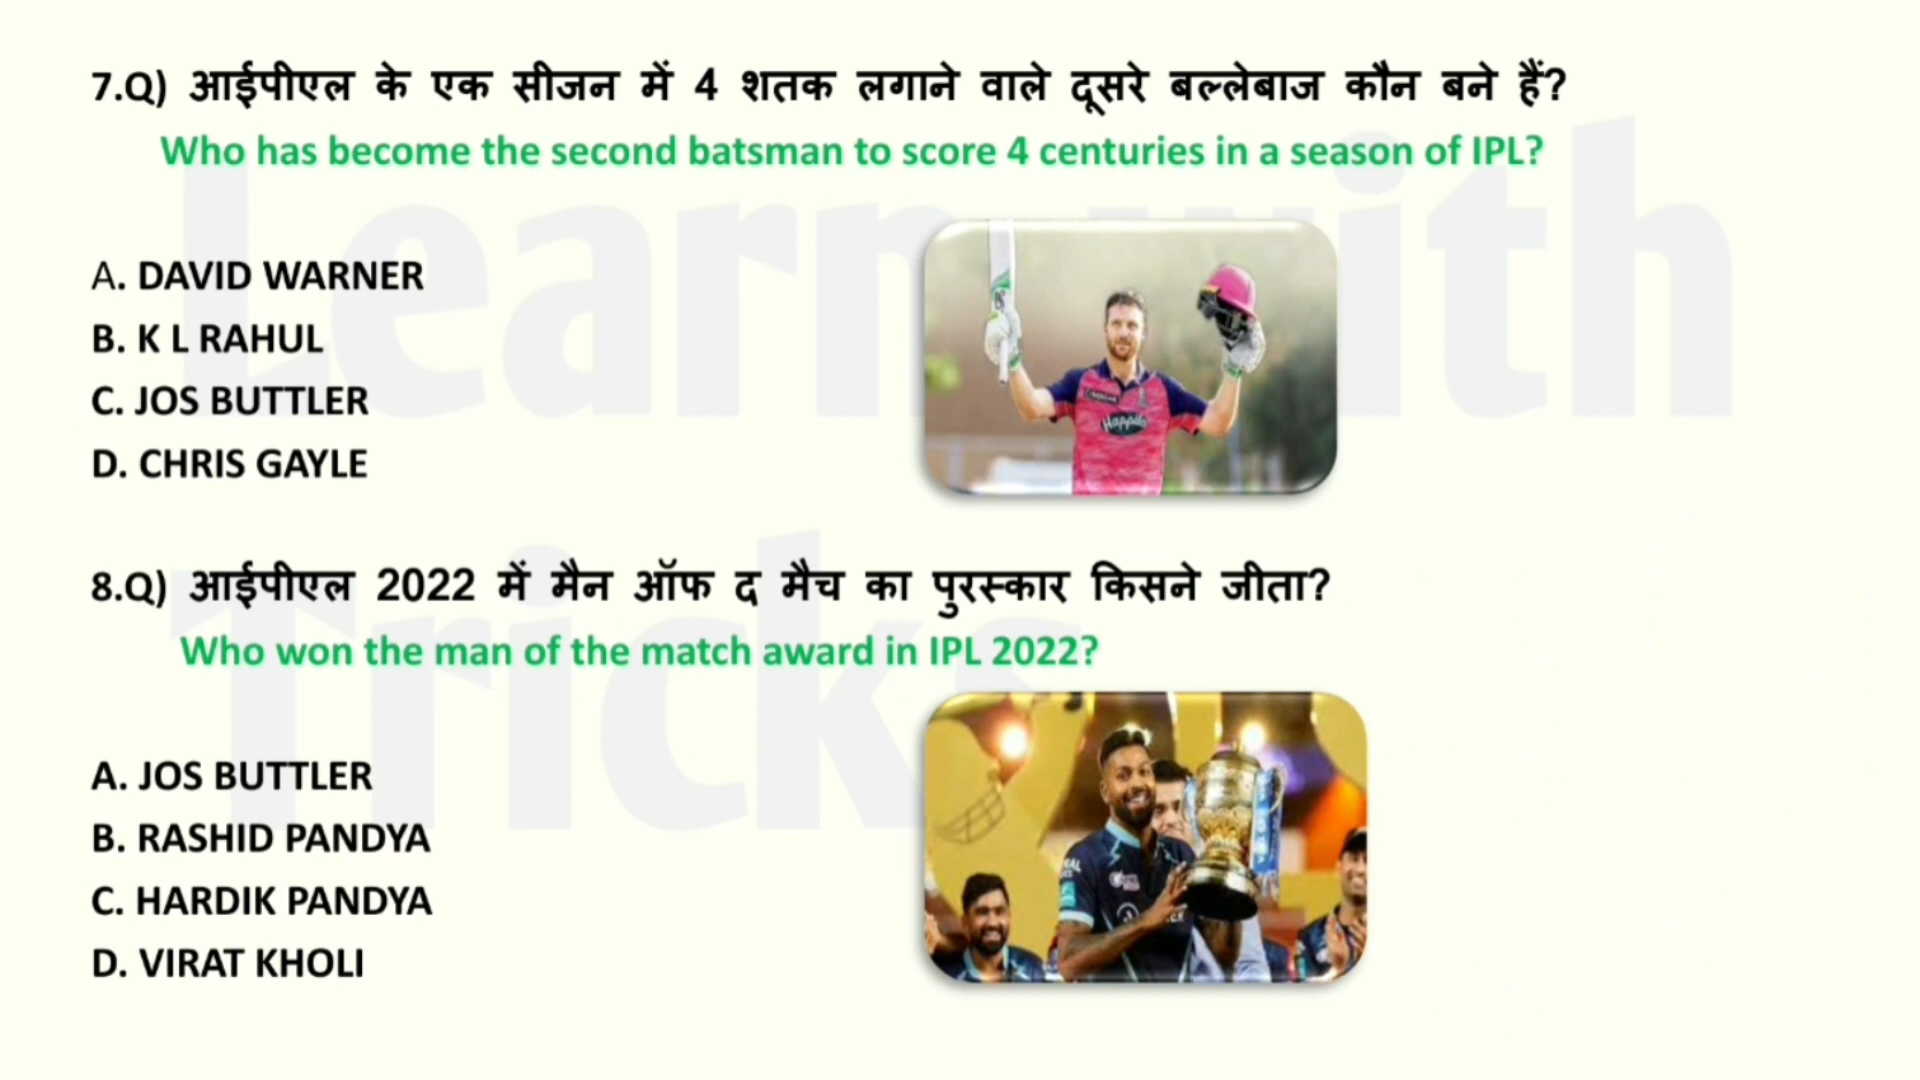 7.Q) आईपीएल के एक सीजन में 4 शतक लगाने वाले दूसरे बल्लेबाज कौन बने हैं?
Who has become the second batsman to score 4 centuries in a season of IPL?
A. DAVID WARNER
B. K L RAHUL
C. JOS BUTTLER
D. CHRIS GAYLE
Happilo
8.Q) आईपीएल 2022 में मैन ऑफ द मैच का पुरस्कार किसने जीता?
Who won the man of the match award in IPL 2022?
A. JOS BUTTLER
B. RASHID PANDYA
C. HARDIK PANDYA
D. VIRAT KHOLI
Learn with
Tricks